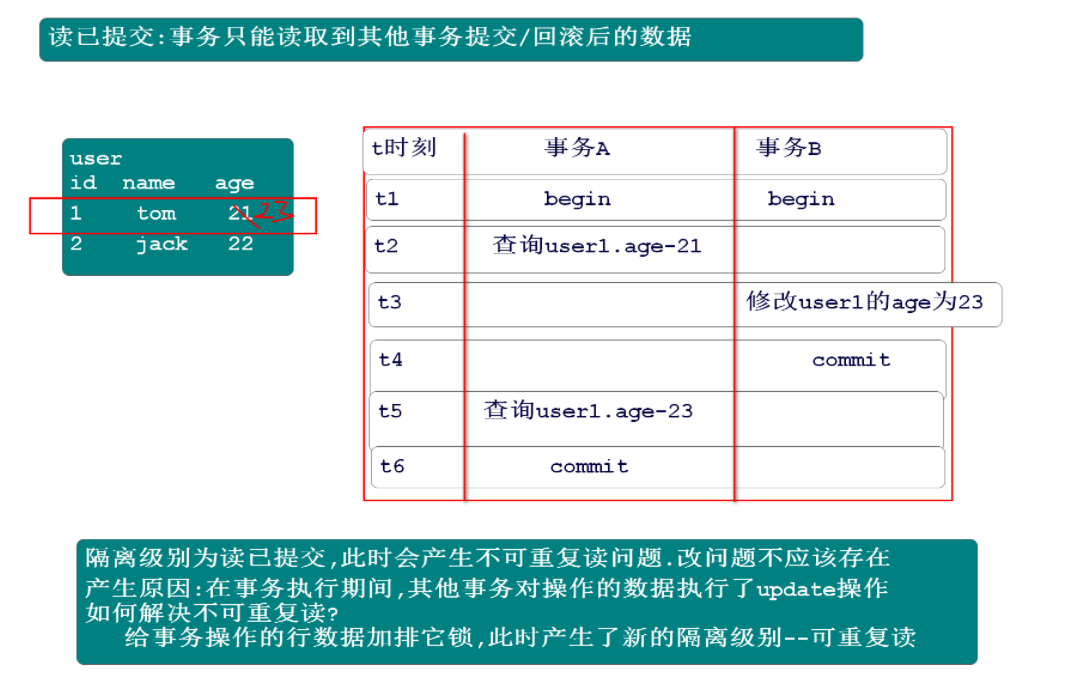 读已提交:事务只能读取到其他事务提交/回滚后的数据
user
id name age
1 tom 21 23
2 jack 22
t时刻 事务A 事务B
t1 begin begin
t2 查询user1.age-21
t3 修改user1的age为23
t4 commit
t5 查询user1.age-23
t6 commit
隔离级别为读已提交,此时会产生不可重复读问题.改问题不应该存在
产生原因:在事务执行期间,其他事务对操作的数据执行了update操作
如何解决不可重复读?
给事务操作的行数据加排它锁,此时产生了新的隔离级别--可重复读